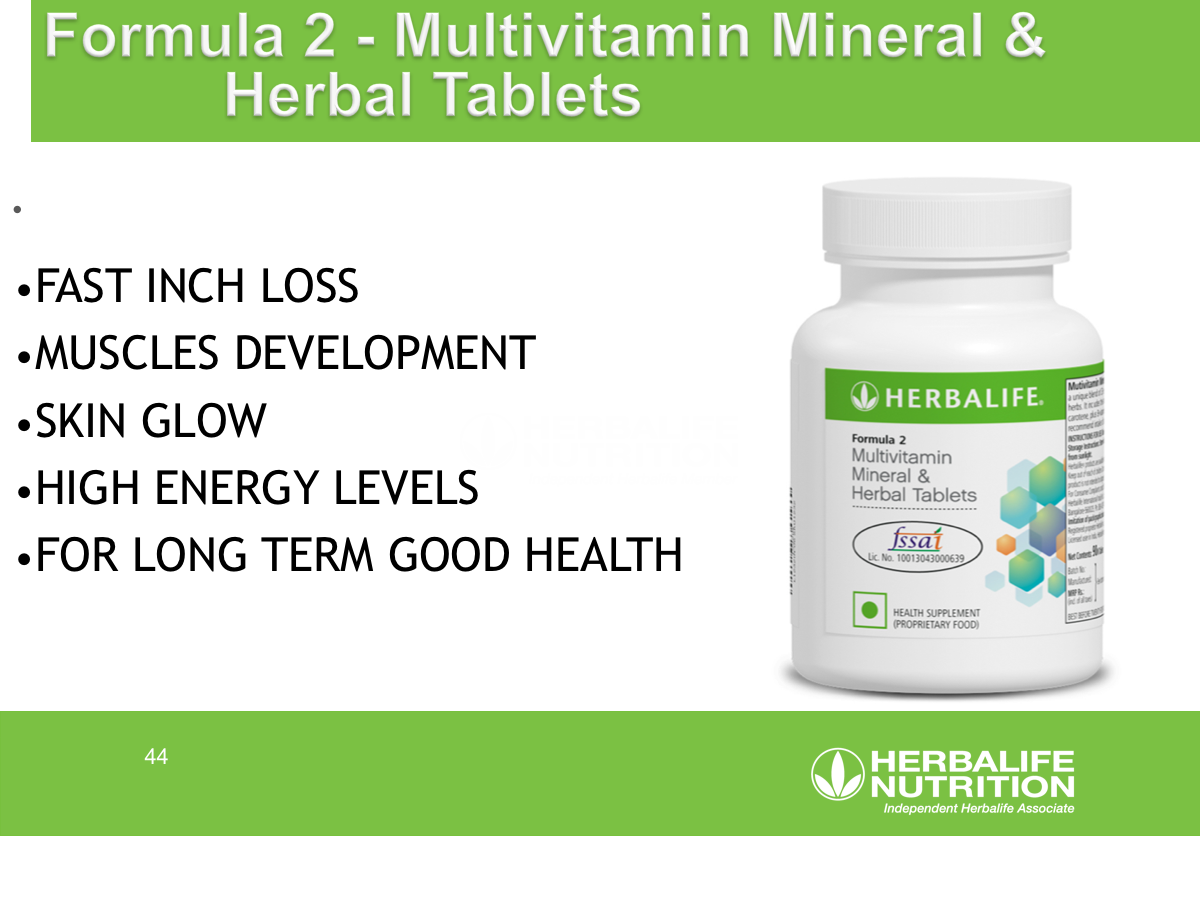 Formula 2 - Multivitamin Mineral &
Herbal Tablets
•
•FAST INCH LOSS
•MUSCLES DEVELOPMENT
•SKIN GLOW
•HIGH ENERGY LEVELS
•FOR LONG TERM GOOD HEALTH
HERBALIFE®
Formula 2
Multivitamin
Mineral &
Herbal Tablets
fssai
Lic. No. 10013043000639
HEALTH SUPPLEMENT
(PROPRIETARY FOOD)
HERBALIFE
NUTRITION
44
HERBALIFE
NUTRITION
Independent Herbalife Associate